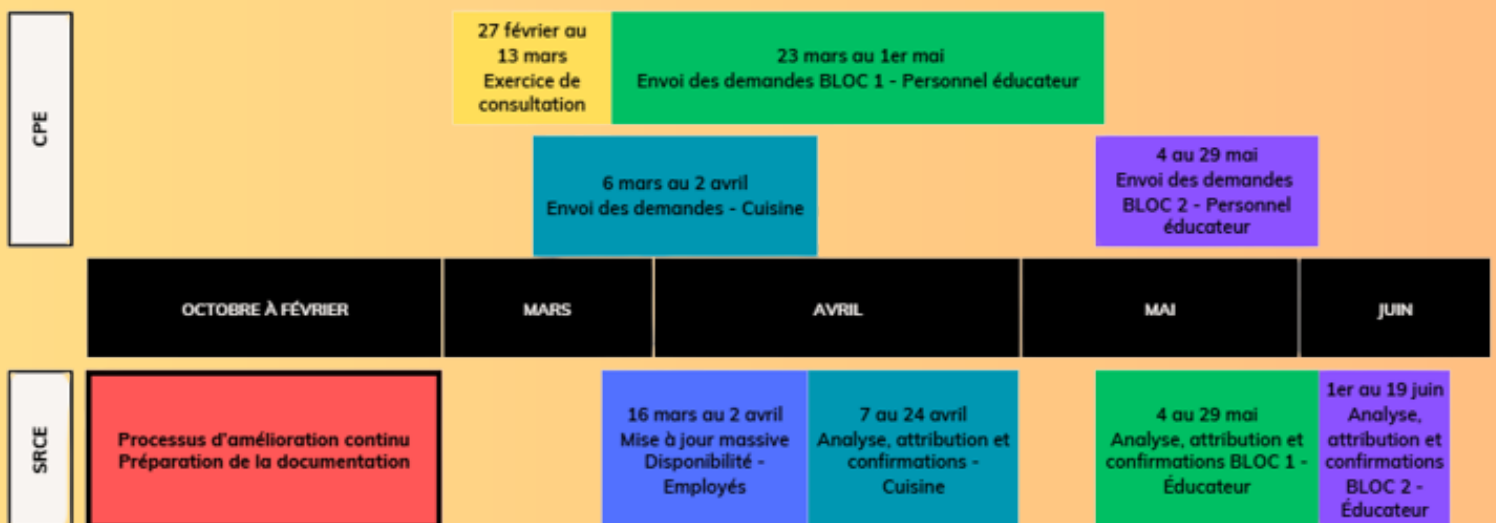 CPE
27 février au
13 mars
Exercice de
consultation
23 mars au 1er mai
Envoi des demandes BLOC 1 - Personnel éducateur
6 mars au 2 avril
Envoi des demandes - Cuisine
4 au 29 mai
Envoi des demandes
BLOC 2 - Personnel
éducateur
OCTOBRE À FÉVRIER
MARS
AVRIL
MAI
JUIN
SRCE
Processus d'amélioration continu
Préparation de la documentation
16 mars au 2 avril
Mise à jour massive
Disponibilité -
Employés
7 au 24 avril
Analyse, attribution et
confirmations -
Cuisine
4 au 29 mai
Analyse, attribution et
confirmations BLOC 1 -
Éducateur
1er au 19 juin
Analyse,
attribution et
confirmations
BLOC 2 -
Éducateur